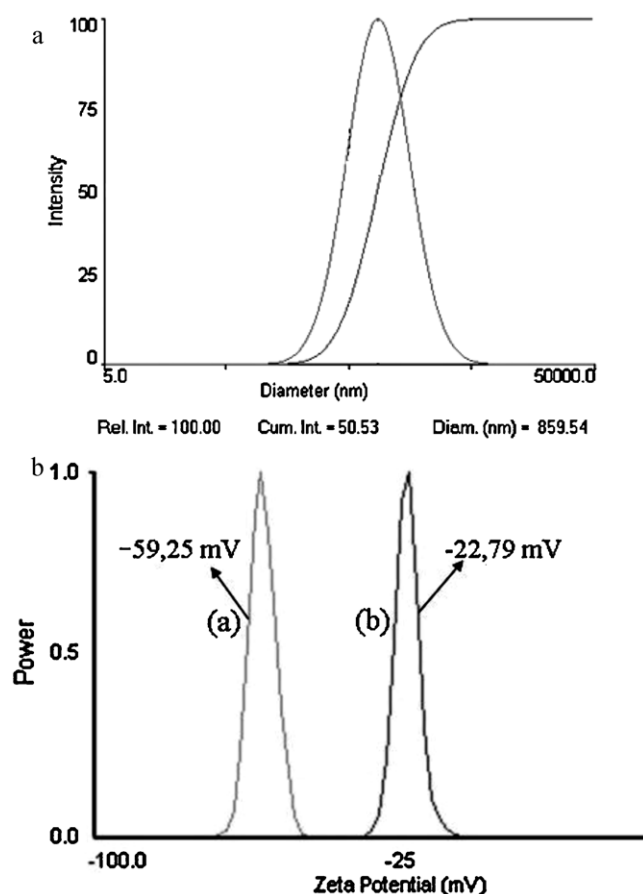 a
100
75
50
25
0
Intensity
5.0
50000.0
Diameter (nm)
Rel. Int. = 100.00 Cum. Int. = 50.53 Diam. (nm) = 859.54
b
1.0
-59,25 mV
-22,79 mV
(a)
(b)
0.5
Power
0.0
-100.0
-25
Zeta Potential (mV)